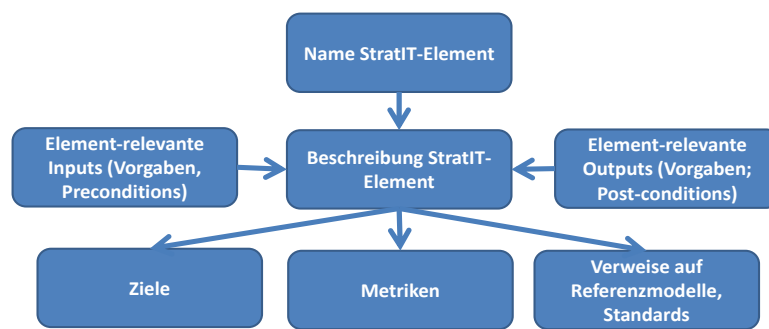 Name StratIT-Element
Element-relevante
Inputs (Vorgaben,
Preconditions)
Beschreibung StratIT-
Element
Element-relevante
Outputs (Vorgaben;
Post-conditions)
Ziele
Metriken
Verweise auf
Referenzmodelle,
Standards